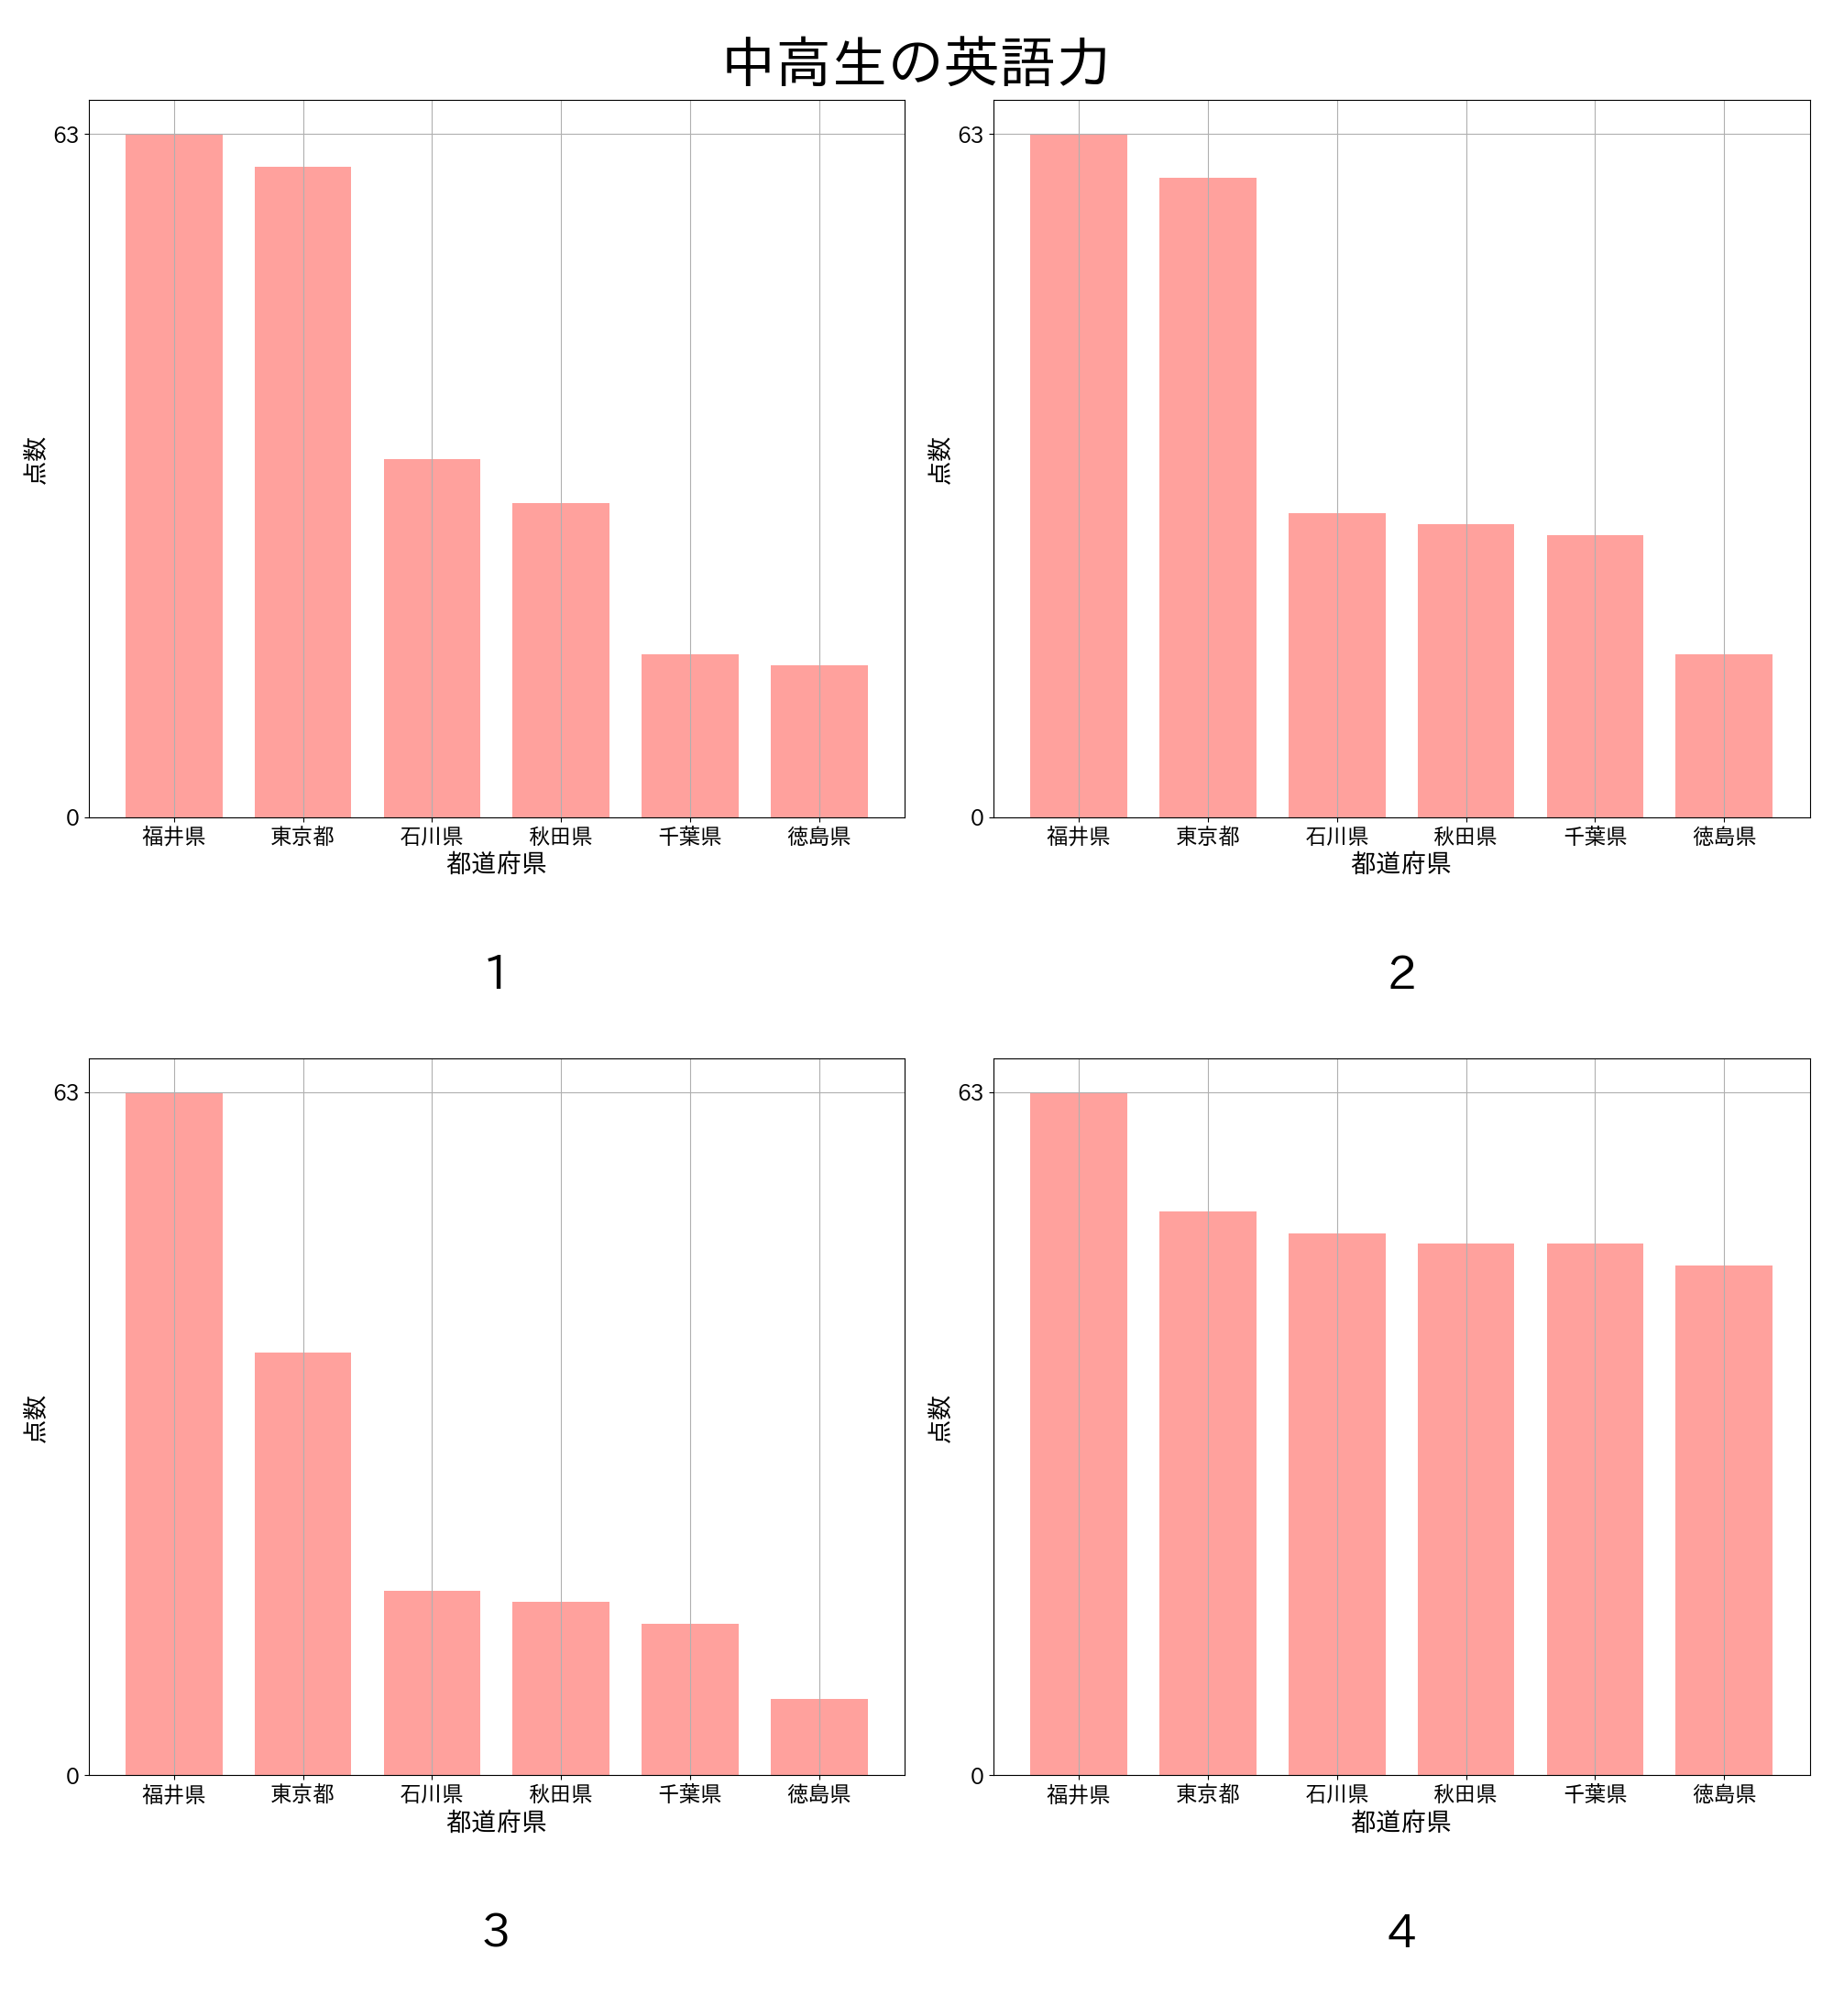 中高生の英語力
63
0
点数
福井県 東京都 石川県 秋田県 千葉県 徳島県
都道府県
1
63
0
点数
福井県 東京都 石川県 秋田県 千葉県 徳島県
都道府県
2
63
0
点数
福井県 東京都 石川県 秋田県 千葉県 徳島県
都道府県
3
63
0
点数
福井県 東京都 石川県 秋田県 千葉県 徳島県
都道府県
4